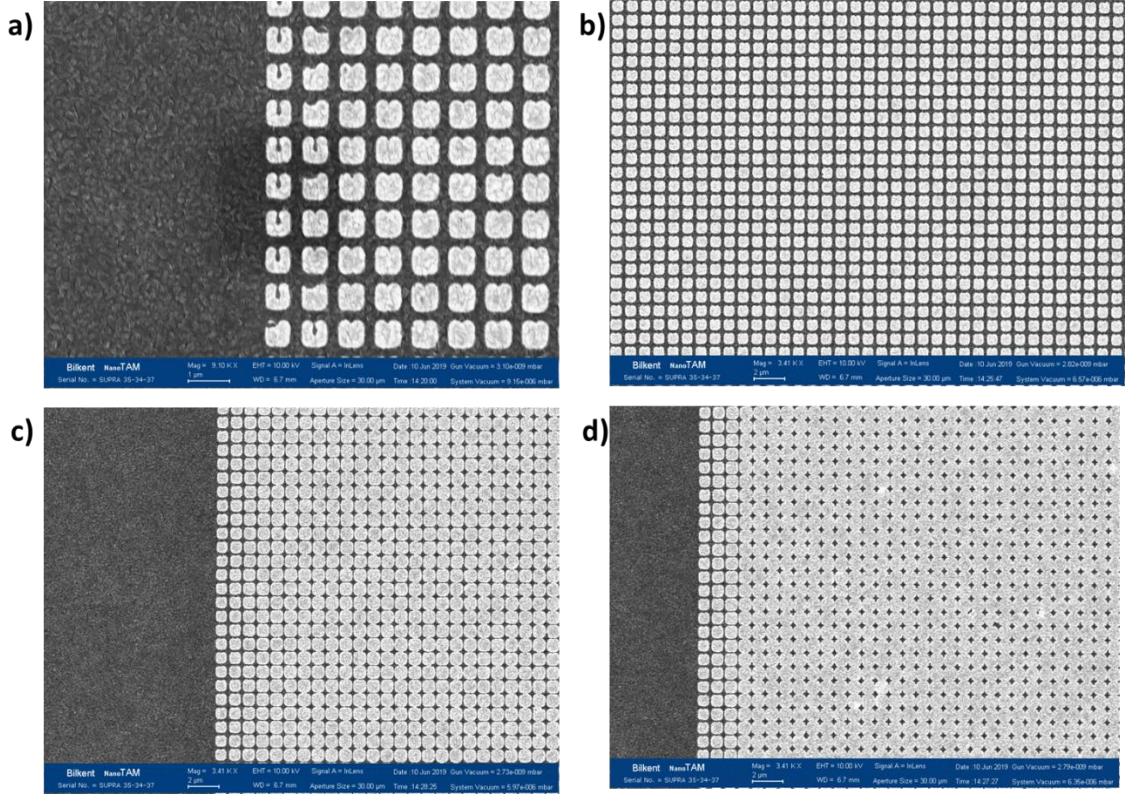 a)
Bilkent NanoTAM Mag = 9.10 K X EHT = 10.00 kV Signal A = InLens Date :10 Jun 2019 Gun Vacuum = 3.10e-009 mbar
Serial No. = SUPRA 35-34-37 1 µm WD = 6.7 mm Aperture Size = 30.00 µm Time :14:20:00 System Vacuum = 9.15e-006 mbar
b)
Bilkent NanoTAM Mag = 3.41 K X EHT = 10.00 kV Signal A = InLens Date :10 Jun 2019 Gun Vacuum = 2.82e-009 mbar
Serial No. = SUPRA 35-34-37 2 µm WD = 6.7 mm Aperture Size = 30.00 µm Time :14:25:47 System Vacuum = 6.57e-006 mbar
c)
Bilkent NanoTAM Mag = 3.41 K X EHT = 10.00 kV Signal A = InLens Date :10 Jun 2019 Gun Vacuum = 2.73e-009 mbar
Serial No. = SUPRA 35-34-37 2 µm WD = 6.7 mm Aperture Size = 30.00 µm Time :14:28:25 System Vacuum = 5.97e-006 mbar
d)
Bilkent NanoTAM Mag = 3.41 K X EHT = 10.00 kV Signal A = InLens Date :10 Jun 2019 Gun Vacuum = 2.79e-009 mbar
Serial No. = SUPRA 35-34-37 2 µm WD = 6.7 mm Aperture Size = 30.00 µm Time :14:27:27 System Vacuum = 6.35e-006 mbar